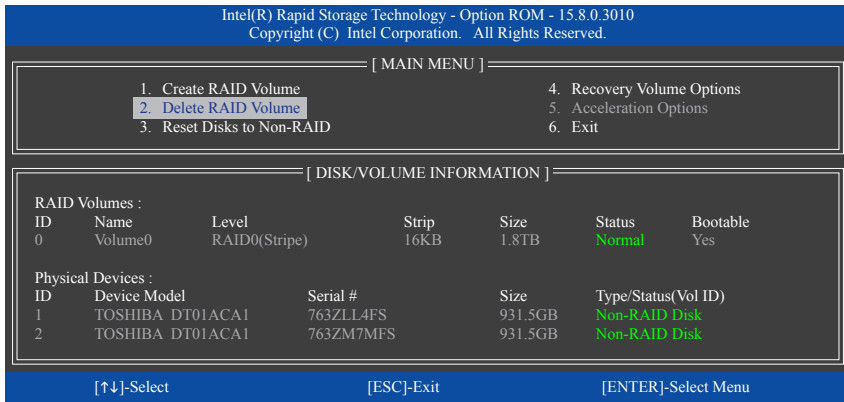 Intel(R) Rapid Storage Technology - Option ROM - 15.8.0.3010
Copyright (C) Intel Corporation. All Rights Reserved.
[ MAIN MENU ]
1. Create RAID Volume
2. Delete RAID Volume
3. Reset Disks to Non-RAID
4. Recovery Volume Options
5. Acceleration Options
6. Exit
[ DISK/VOLUME INFORMATION ]
RAID Volumes :
ID Name Level Strip Size Status Bootable
0 Volume0 RAID0(Stripe) 16KB 1.8TB Normal Yes
Physical Devices :
ID Device Model Serial # Size Type/Status(Vol ID)
1 TOSHIBA DT01ACA1 763ZLL4FS 931.5GB Non-RAID Disk
2 TOSHIBA DT01ACA1 763ZM7MFS 931.5GB Non-RAID Disk
[↑↓]-Select [ESC]-Exit [ENTER]-Select Menu